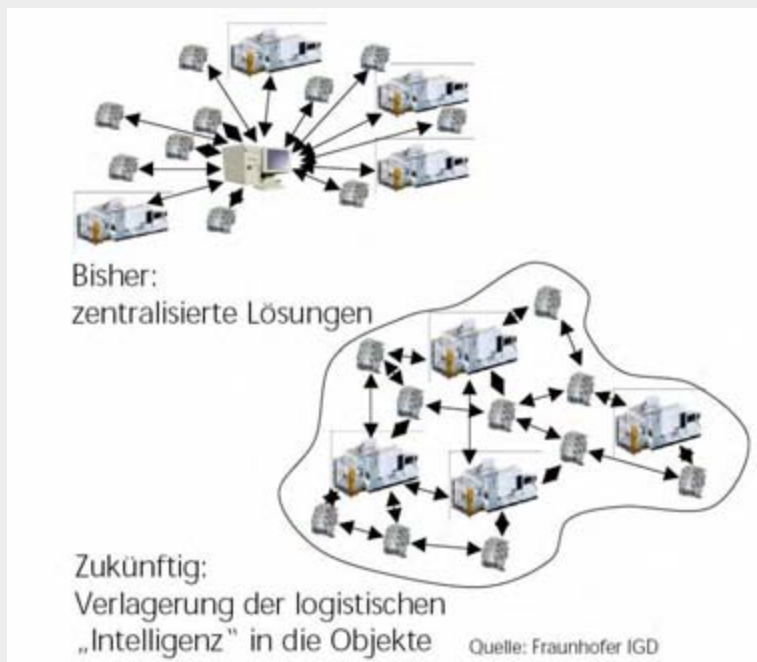 Bisher:
zentralisierte Lösungen
Zukünftig:
Verlagerung der logistischen
„Intelligenz“ in die Objekte
Quelle: Fraunhofer IGD